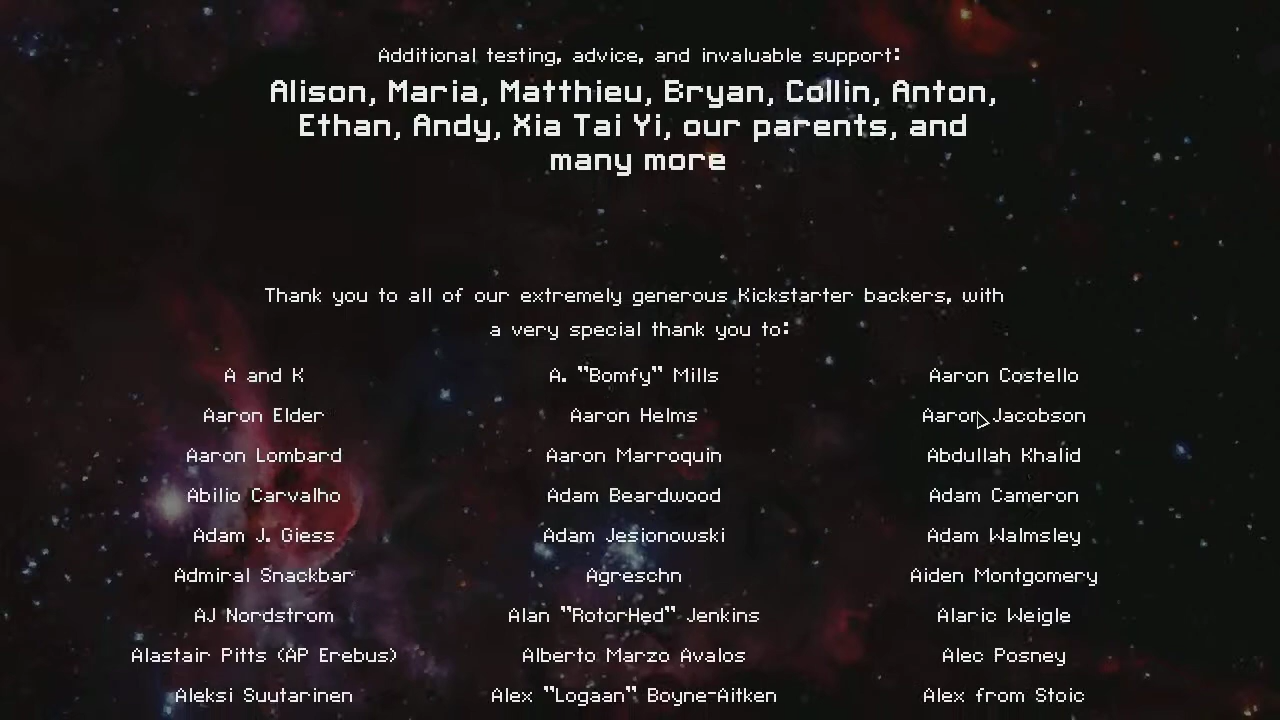 Additional testing, advice, and invaluable support:
Alison, Maria, Matthieu, Bryan, Collin, Anton,
Ethan, Andy, Xia Tai Yi, our parents, and
many more
Thank you to all of our extremely generous Kickstarter backers, with
a very special thank you to:
A and K A. "Bomfy" Mills Aaron Costello
Aaron Elder Aaron Helms Aaron Jacobson
Aaron Lombard Aaron Marroquin Abdullah Khalid
Abilio Carvalho Adam Beardwood Adam Cameron
Adam J. Giess Adam Jesionowski Adam Walmsley
Admiral Snackbar Agreschn Aiden Montgomery
AJ Nordstrom Alan "RotorHed" Jenkins Alaric Weigle
Alastair Pitts (AP Erebus) Alberto Marzo Avalos Alec Posney
Aleksi Suutarinen Alex "Logaan" Boyne-Aitken Alex from Stoic